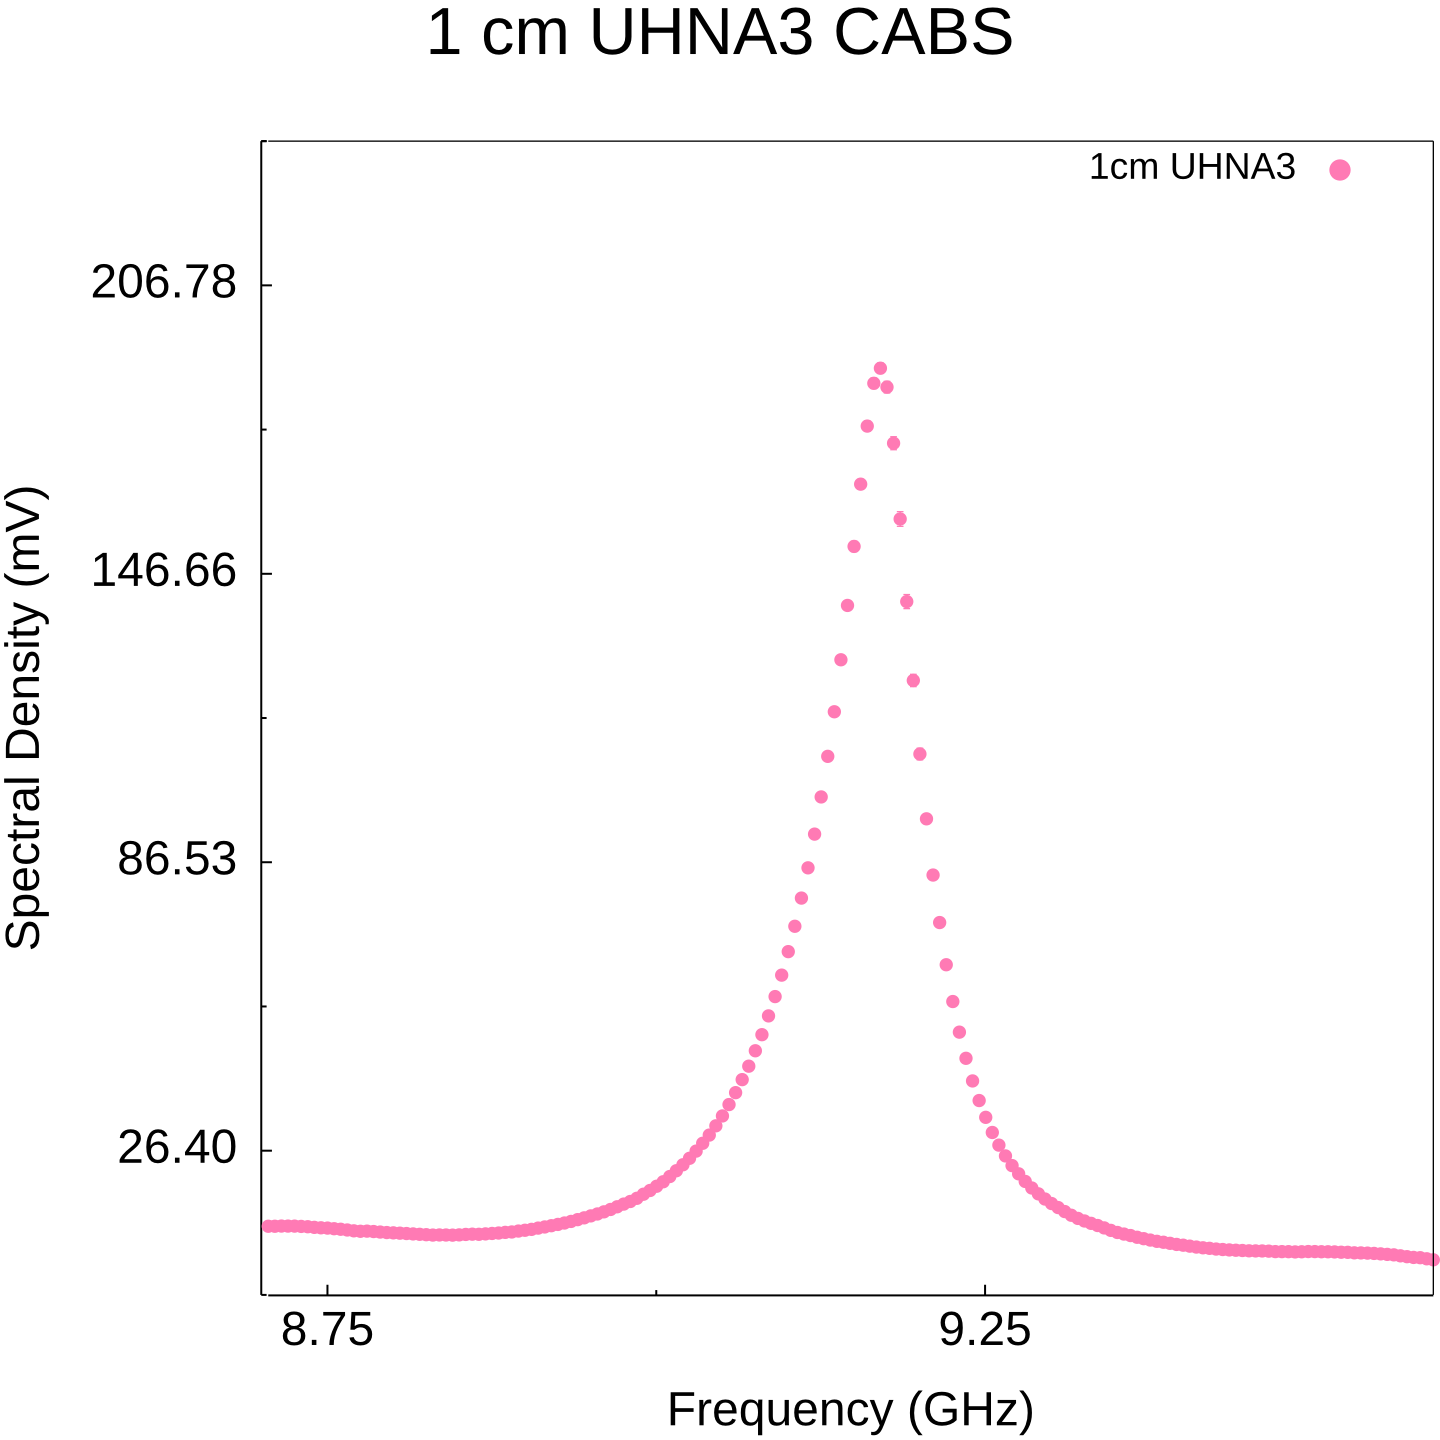 1 cm UHNA3 CABS
1cm UHNA3
206.78
146.66
86.53
26.40
Spectral Density (mV)
8.75
9.25
Frequency (GHz)